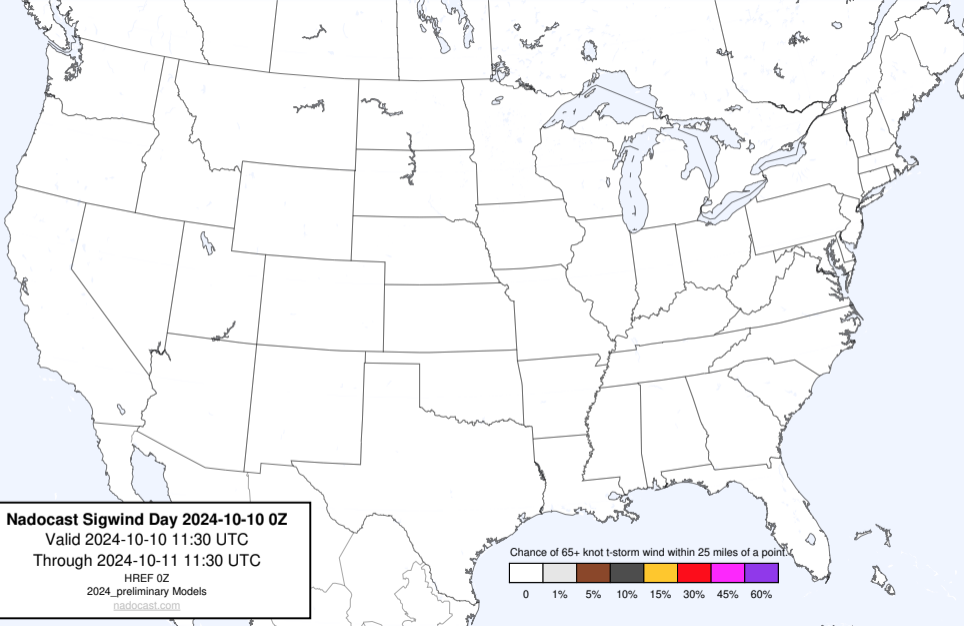 Nadocast Sigwind Day 2024-10-10 0Z
Valid 2024-10-10 11:30 UTC
Through 2024-10-11 11:30 UTC
HREF 0Z
2024_preliminary Models
nadocast.com
Chance of 65+ knot t-storm wind within 25 miles of a point.
0 1% 5% 10% 15% 30% 45% 60%